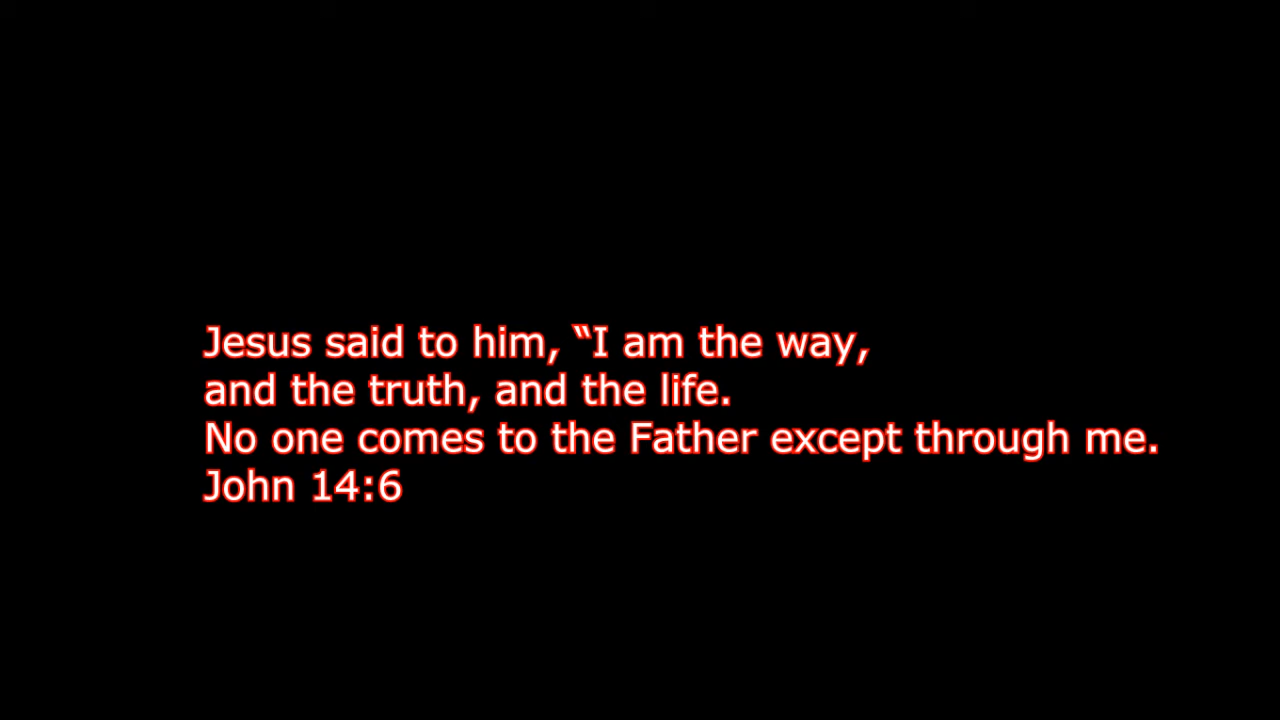 Jesus said to him, “I am the way,
and the truth, and the life.
No one comes to the Father except through me.
John 14:6